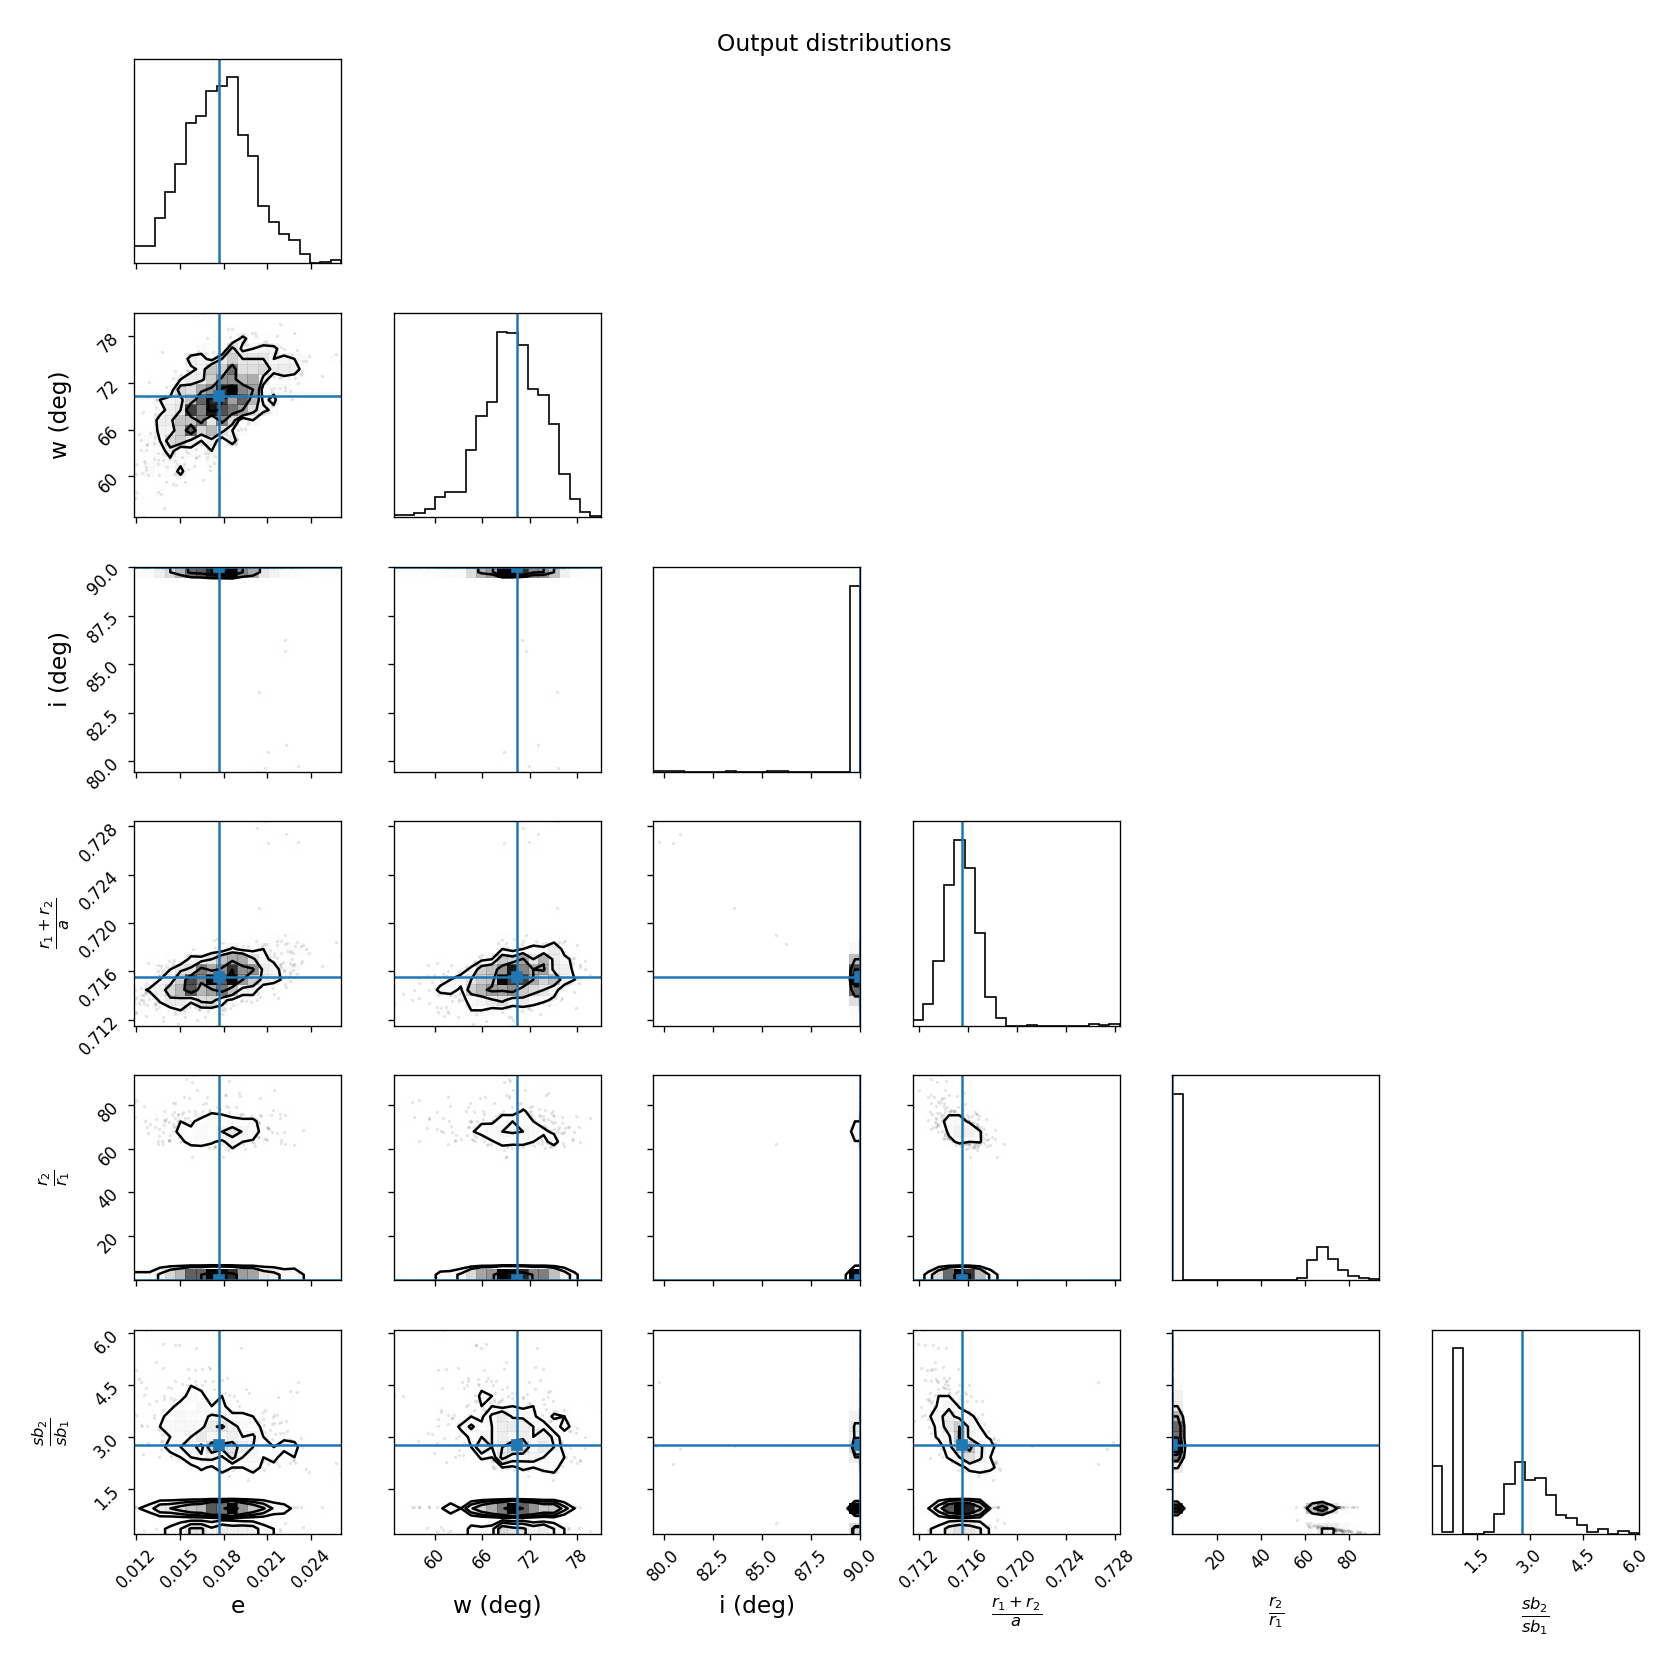 Output distributions
w (deg)
78
72
66
60
i (deg)
90.0
87.5
85.0
82.5
80.0
r₁ + r₂ / a
0.728
0.724
0.720
0.716
0.712
r₂ / r₁
80
60
40
20
sb₂ / sb₁
6.0
4.5
3.0
1.5
0.012 0.015 0.018 0.021 0.024
60 66 72 78
80.0 82.5 85.0 87.5 90.0
0.712 0.716 0.720 0.724 0.728
20 40 60 80
1.5 3.0 4.5 6.0
e
w (deg)
i (deg)
r₁ + r₂ / a
r₂ / r₁
sb₂ / sb₁